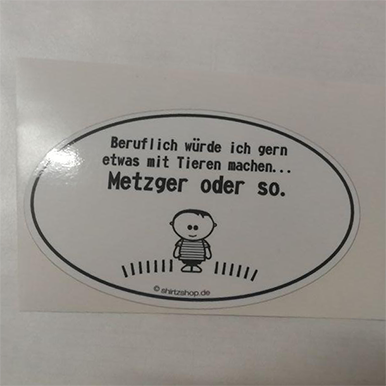 Beruflich würde ich gern
etwas mit Tieren machen...
Metzger oder so.
© shirtzshop.de